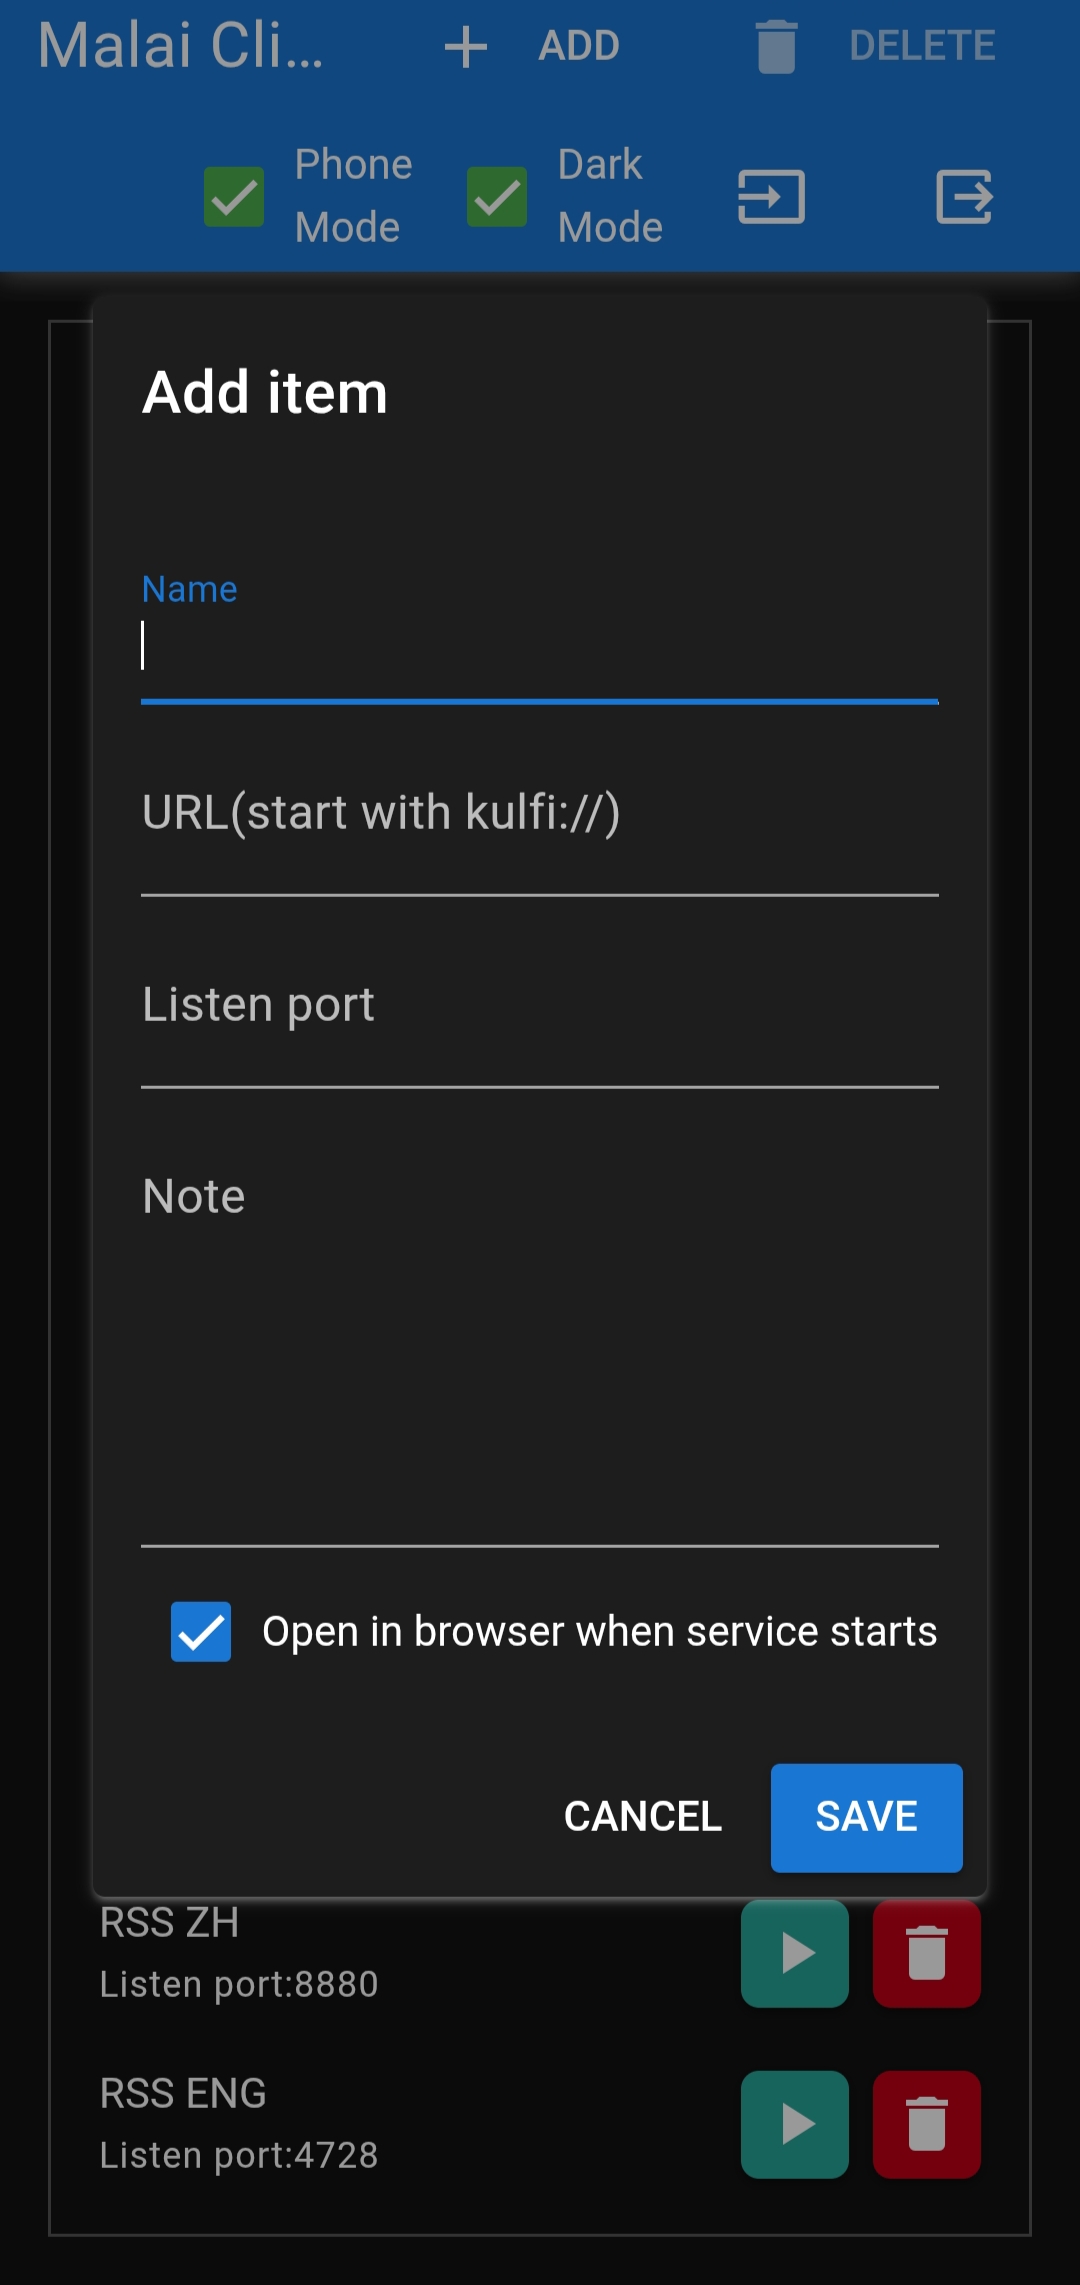 Malai Cli...
ADD
DELETE
Phone
Mode
Dark
Mode
Add item
Name
URL(start with kulfi://)
Listen port
Note
Open in browser when service starts
CANCEL
SAVE
RSS ZH
Listen port:8880
RSS ENG
Listen port:4728